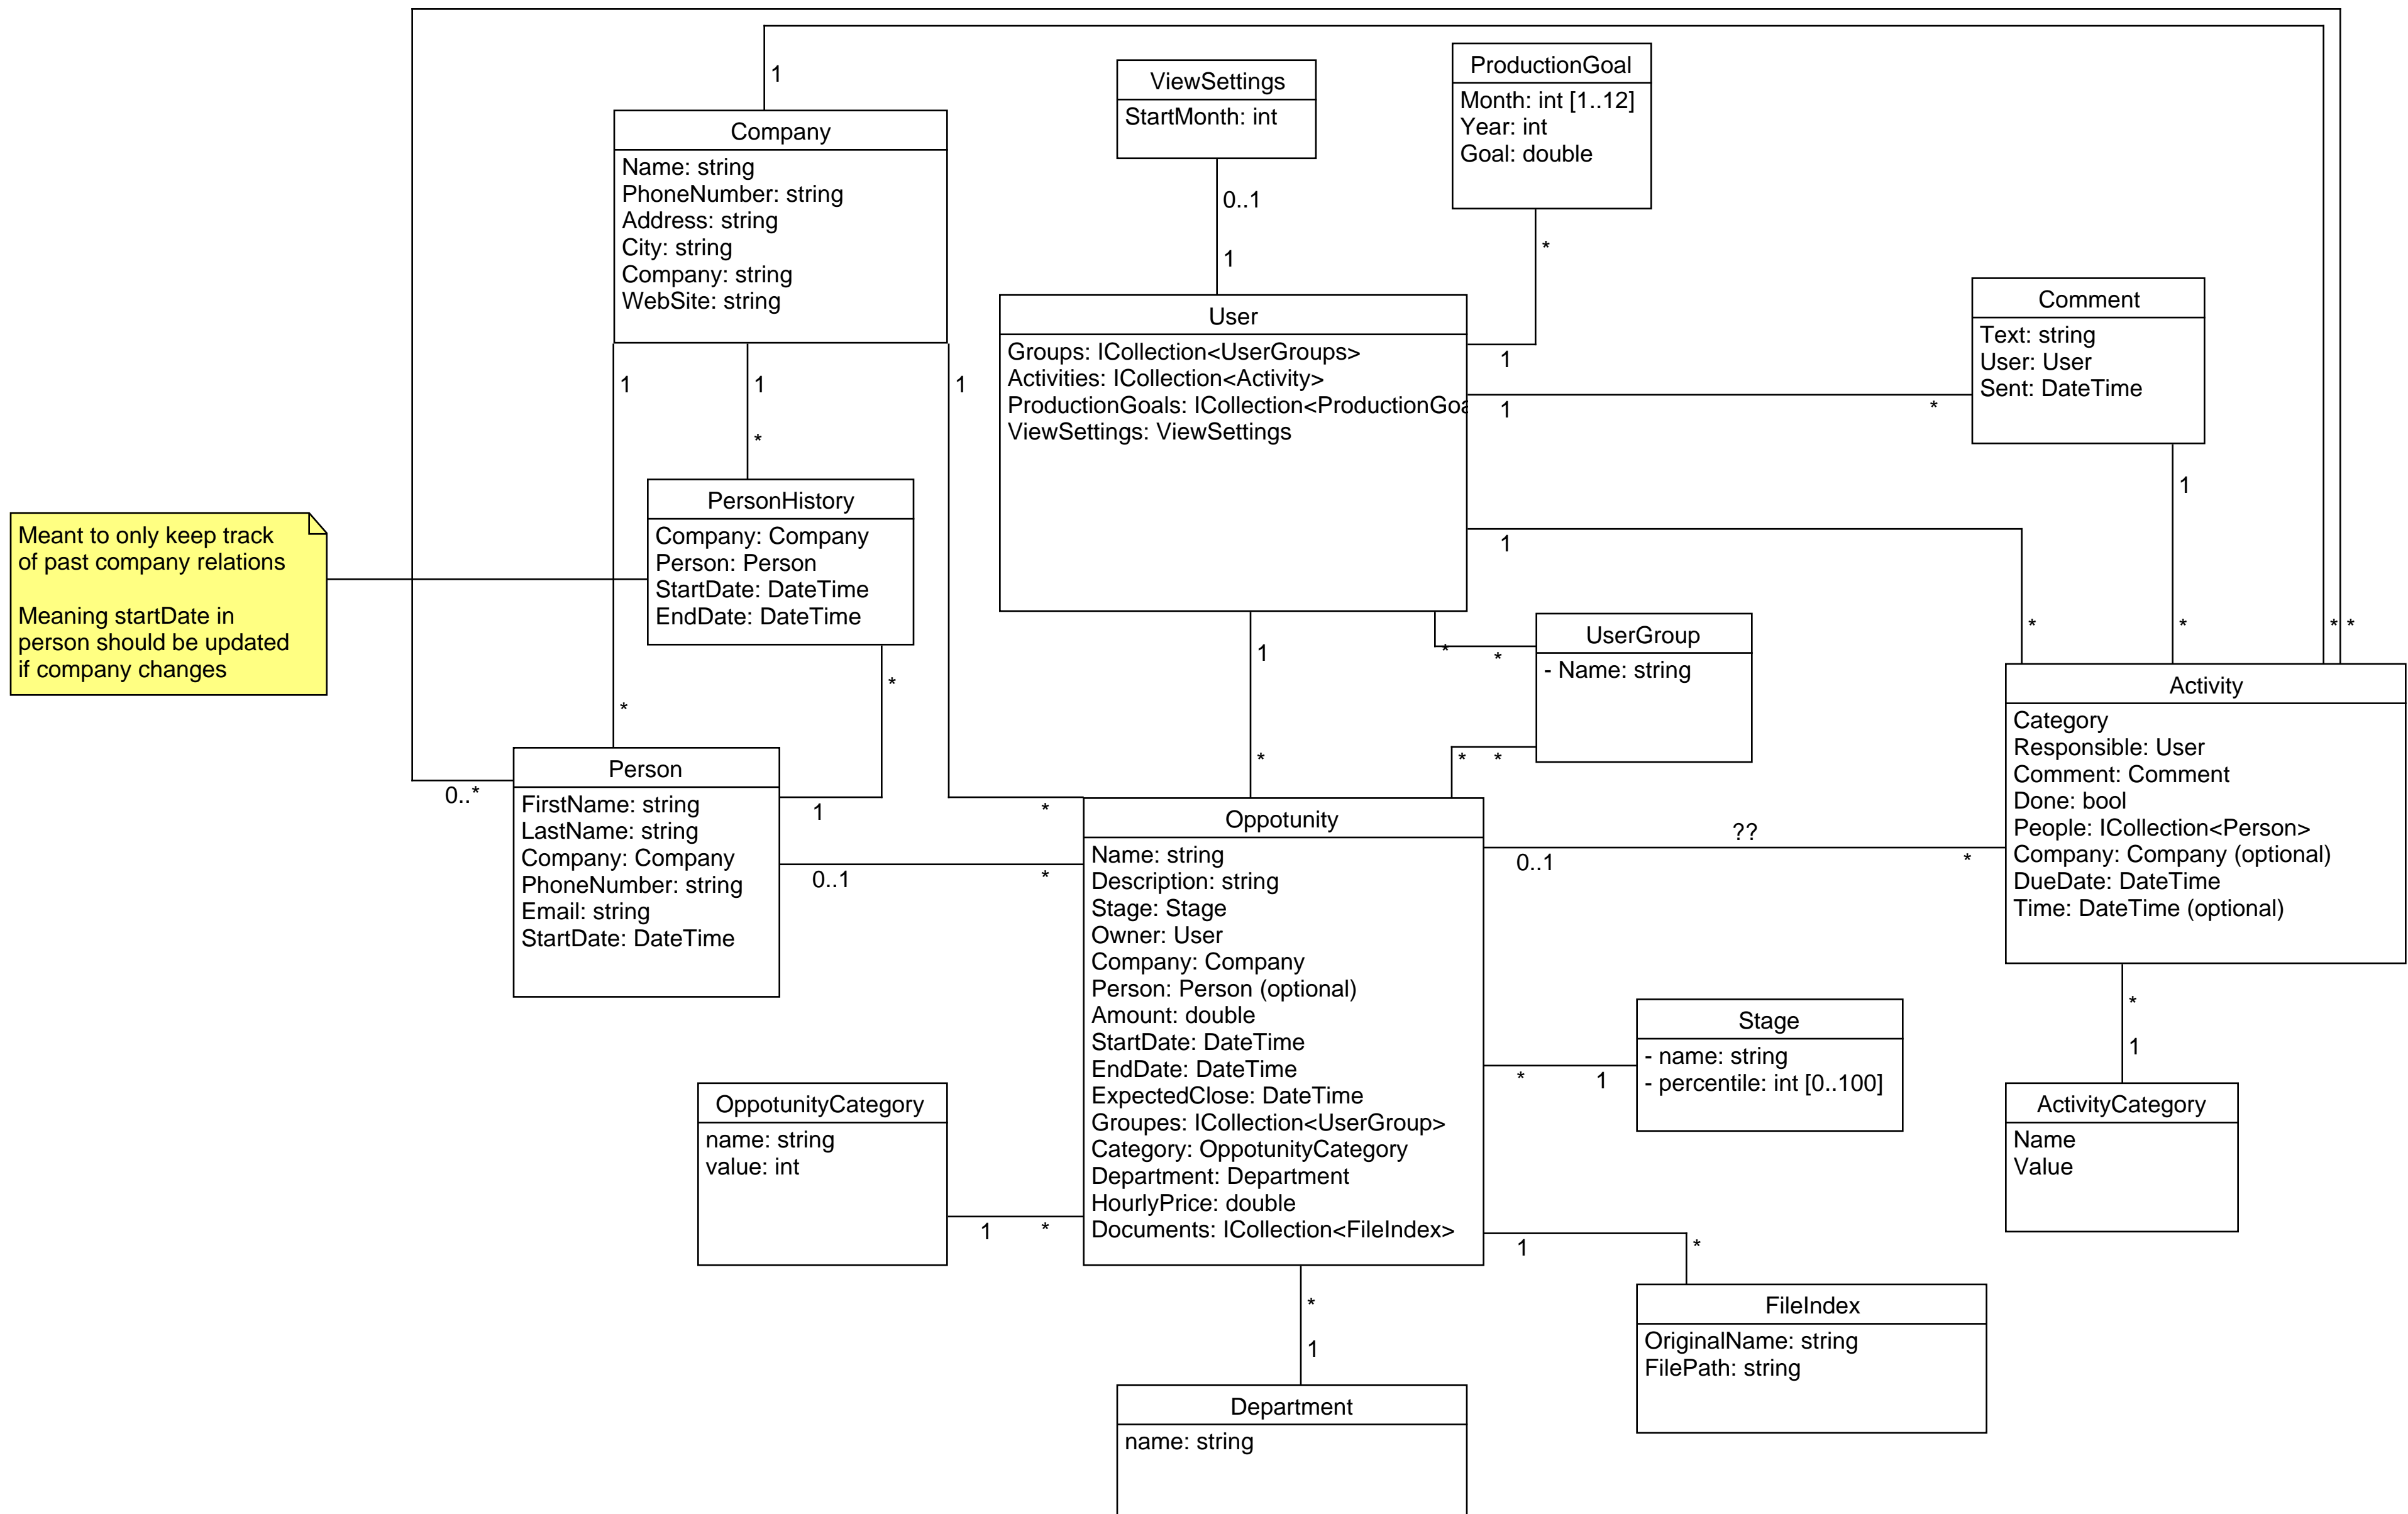 1
ViewSettings
StartMonth: int
0..1
1
ProductionGoal
Month: int [1..12]
Year: int
Goal: double
*
Company
Name: string
PhoneNumber: string
Address: string
City: string
Company: string
WebSite: string
1
1
1
*
*
User
Groups: ICollection<UserGroups>
Activities: ICollection<Activity>
ProductionGoals: ICollection<ProductionGoa
ViewSettings: ViewSettings
1
1
*
1
Comment
Text: string
User: User
Sent: DateTime
1
*
*
*
*
Meant to only keep track
of past company relations
Meaning startDate in
person should be updated
if company changes
PersonHistory
Company: Company
Person: Person
StartDate: DateTime
EndDate: DateTime
*
1
1
*
*
*
UserGroup
- Name: string
*
*
Activity
Category
Responsible: User
Comment: Comment
Done: bool
People: ICollection<Person>
Company: Company (optional)
DueDate: DateTime
Time: DateTime (optional)
*
1
Person
FirstName: string
LastName: string
Company: Company
PhoneNumber: string
Email: string
StartDate: DateTime
0..*
0..1
*
*
Oppotunity
Name: string
Description: string
Stage: Stage
Owner: User
Company: Company
Person: Person (optional)
Amount: double
StartDate: DateTime
EndDate: DateTime
ExpectedClose: DateTime
Groupes: ICollection<UserGroup>
Category: OppotunityCategory
Department: Department
HourlyPrice: double
Documents: ICollection<FileIndex>
??
0..1
*
Stage
- name: string
- percentile: int [0..100]
*
1
ActivityCategory
Name
Value
OppotunityCategory
name: string
value: int
1
*
1
*
FileIndex
OriginalName: string
FilePath: string
*
1
Department
name: string